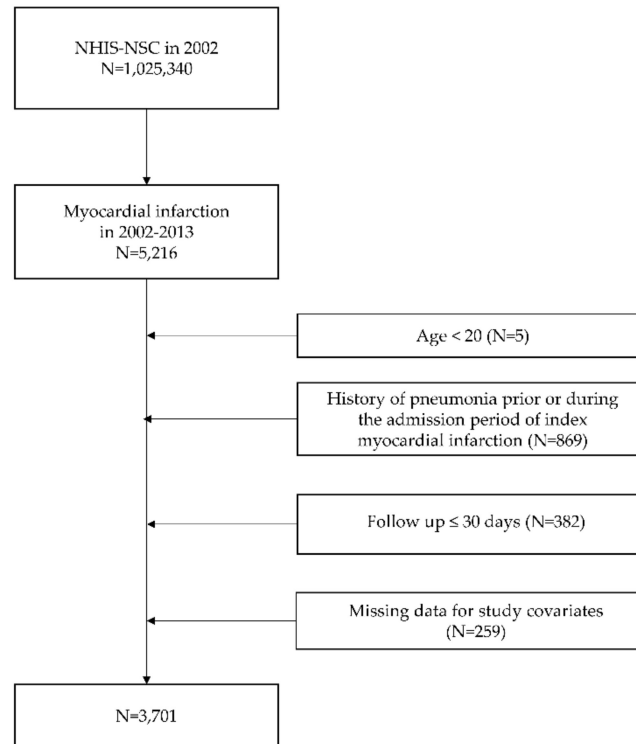 NHIS-NSC in 2002
N=1,025,340
Myocardial infarction
in 2002-2013
N=5,216
Age < 20 (N=5)
History of pneumonia prior or during
the admission period of index
myocardial infarction (N=869)
Follow up ≤ 30 days (N=382)
Missing data for study covariates
(N=259)
N=3,701